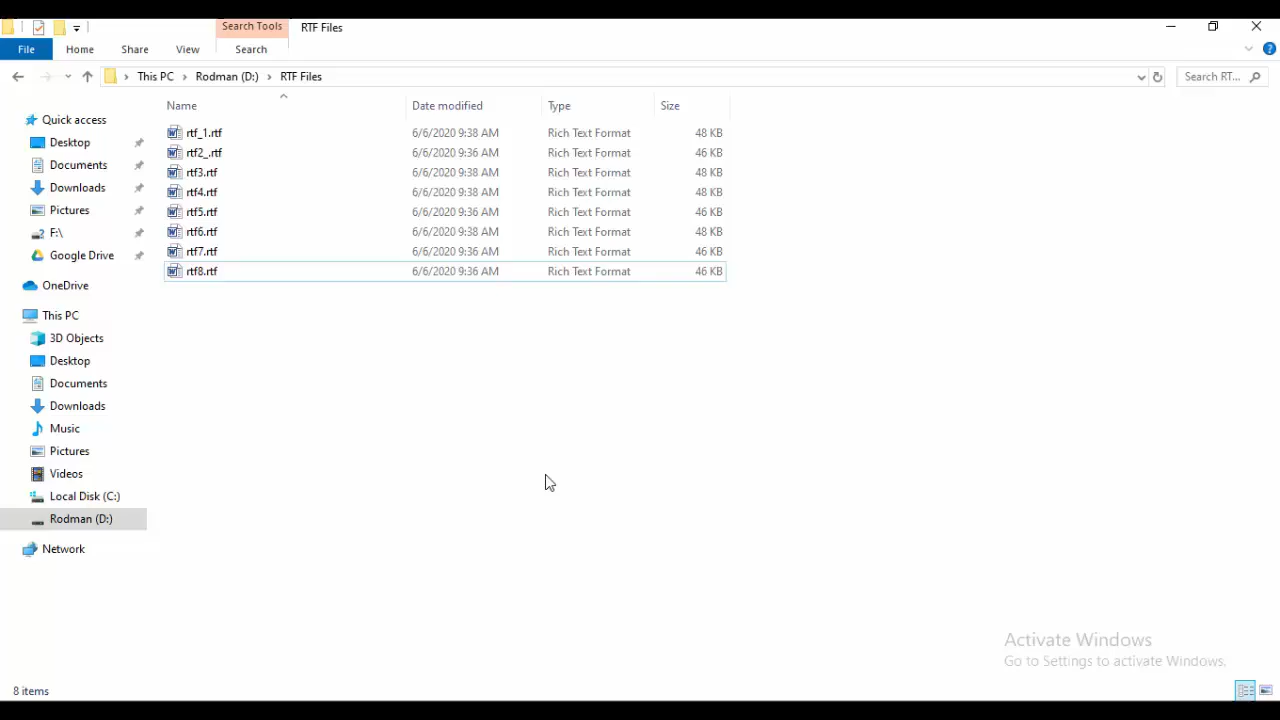 Search Tools RTF Files
File Home Share View Search
This PC Rodman (D:) RTF Files Search RT...
Name Date modified Type Size
Quick access
Desktop
Documents
Downloads
Pictures
F:\
Google Drive
OneDrive
This PC
3D Objects
Desktop
Documents
Downloads
Music
Pictures
Videos
Local Disk (C:)
Rodman (D:)
Network
rtf_1.rtf 6/6/2020 9:38 AM Rich Text Format 48 KB
rtf2_.rtf 6/6/2020 9:36 AM Rich Text Format 46 KB
rtf3.rtf 6/6/2020 9:38 AM Rich Text Format 48 KB
rtf4.rtf 6/6/2020 9:38 AM Rich Text Format 48 KB
rtf5.rtf 6/6/2020 9:36 AM Rich Text Format 46 KB
rtf6.rtf 6/6/2020 9:38 AM Rich Text Format 48 KB
rtf7.rtf 6/6/2020 9:36 AM Rich Text Format 46 KB
rtf8.rtf 6/6/2020 9:36 AM Rich Text Format 46 KB
Activate Windows
Go to Settings to activate Windows.
8 items